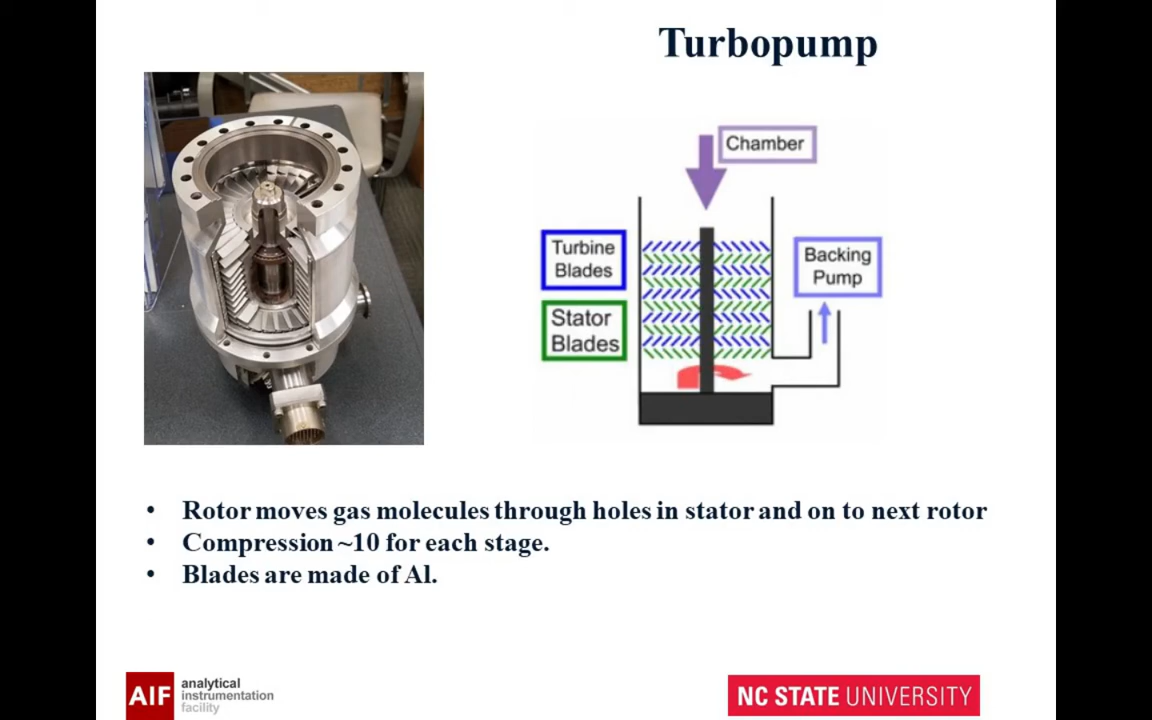 Turbopump
Chamber
Turbine
Blades
Backing
Pump
Stator
Blades
• Rotor moves gas molecules through holes in stator and on to next rotor
• Compression ~10 for each stage.
• Blades are made of Al.
AIF
analytical
instrumentation
facility
NC STATE UNIVERSITY